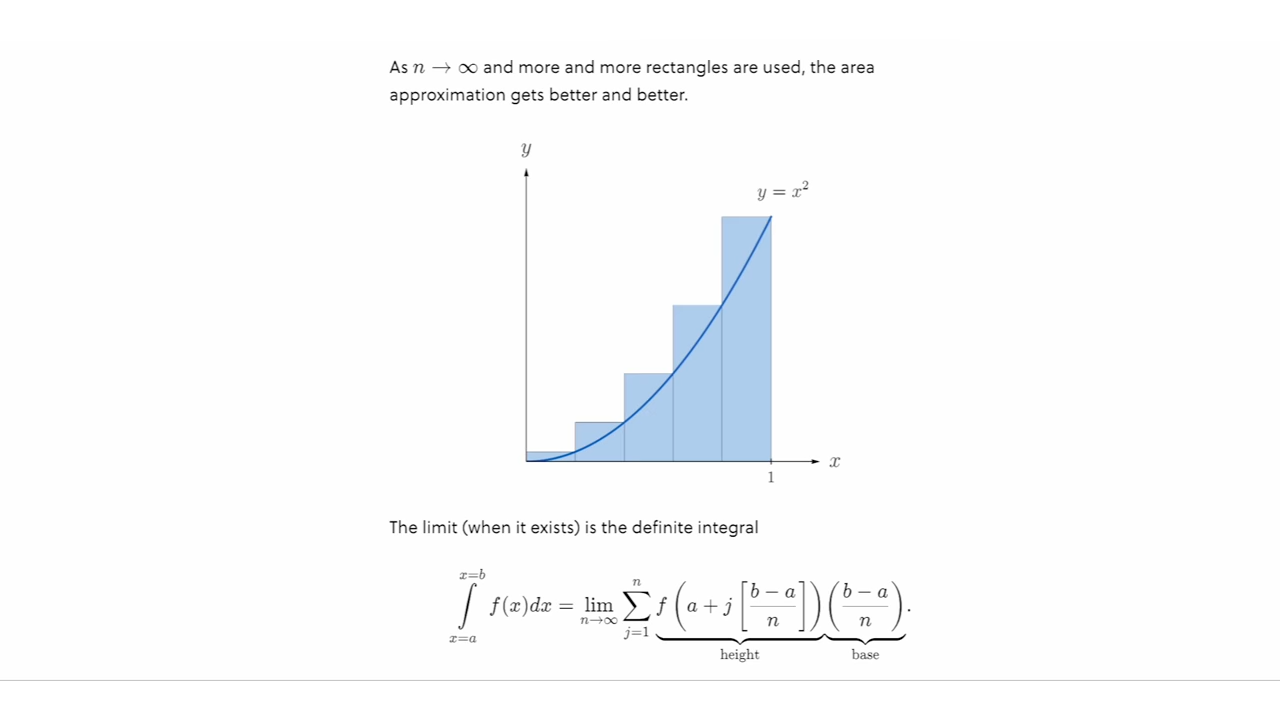 As n → ∞ and more and more rectangles are used, the area
approximation gets better and better.
y
y = x²
x
1
The limit (when it exists) is the definite integral
∫_{x=a}^{x=b} f(x)dx = lim_{n→∞} ∑_{j=1}^{n} f(a + j[(b − a)/n])((b − a)/n).
height base